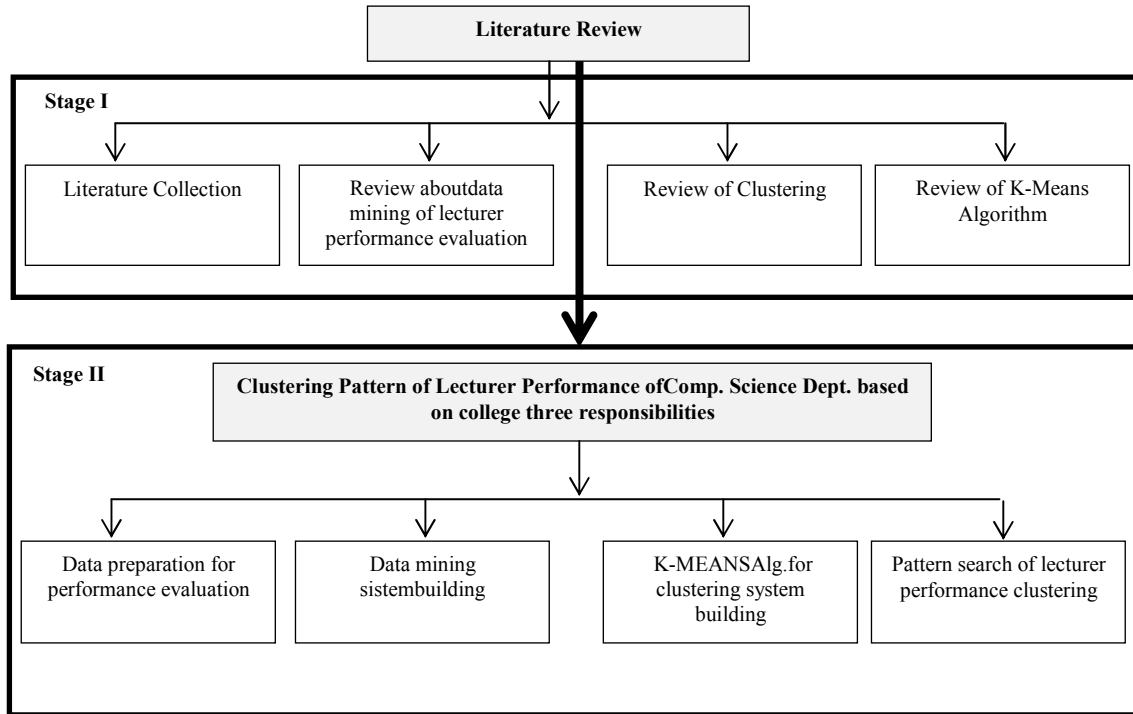 Literature Review
Stage I
Literature Collection
Review aboutdata
mining of lecturer
performance evaluation
Review of Clustering
Review of K-Means
Algorithm
Stage II
Clustering Pattern of Lecturer Performance ofComp. Science Dept. based
on college three responsibilities
Data preparation for
performance evaluation
Data mining
sistembuilding
K-MEANSAlg.for
clustering system
building
Pattern search of lecturer
performance clustering